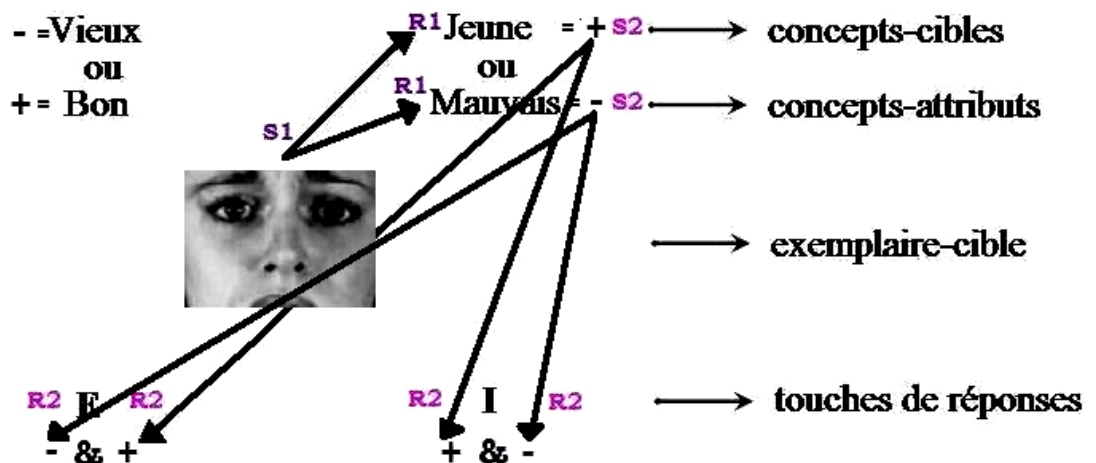 - =Vieux
ou
+= Bon
R1 Jeune = + S2
ou
R1 Mauvais= - S2
concepts-cibles
concepts-attributs
S1
exemplaire-cible
R2 E R2
- & +
R2 I R2
+ & -
touches de réponses